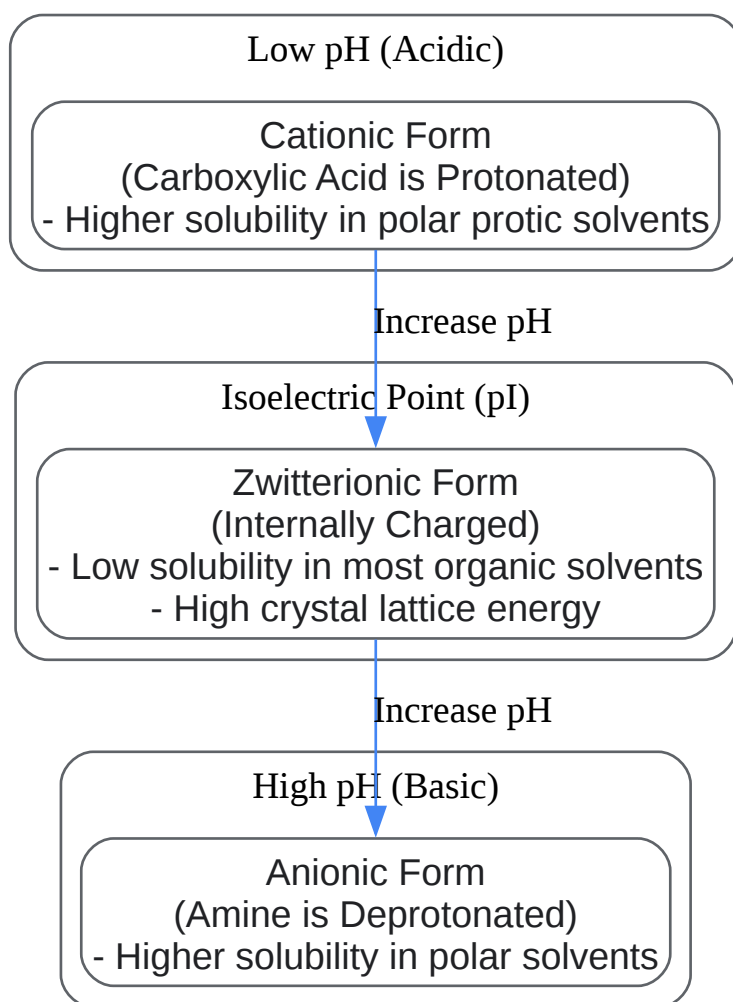 Low pH (Acidic)
Cationic Form
(Carboxylic Acid is Protonated)
- Higher solubility in polar protic solvents
Increase pH
Isoelectric Point (pI)
Zwitterionic Form
(Internally Charged)
- Low solubility in most organic solvents
- High crystal lattice energy
Increase pH
High pH (Basic)
Anionic Form
(Amine is Deprotonated)
- Higher solubility in polar solvents